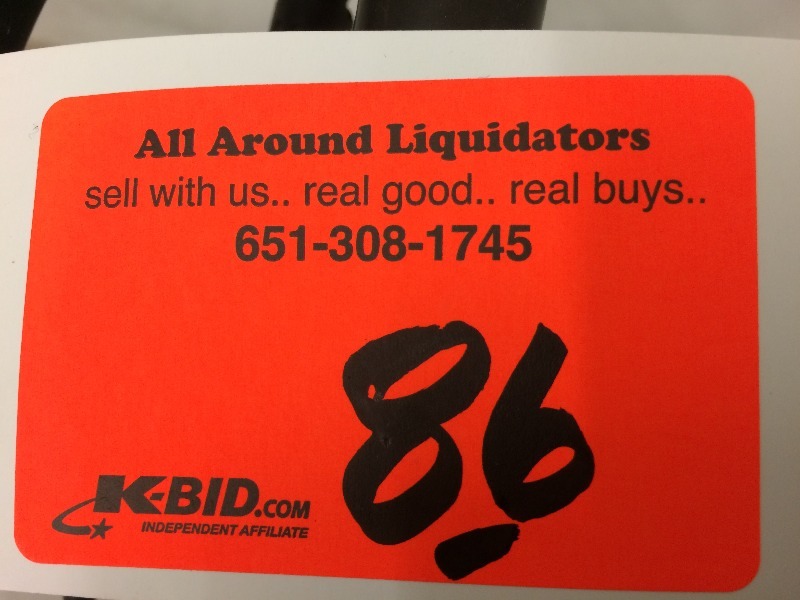 All Around Liquidators
sell with us.. real good.. real buys..
651-308-1745
86
K-BID.COM
INDEPENDENT AFFILIATE